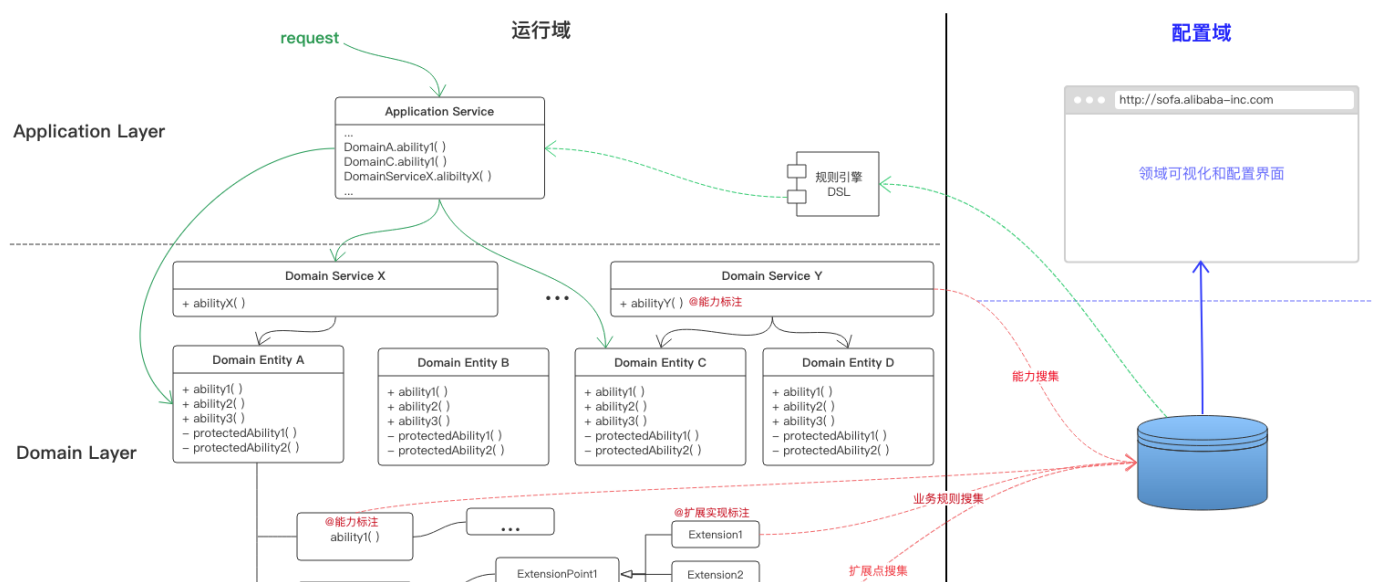 运行域
配置域
request
Application Layer
Application Service
...
DomainA.ability1( )
DomainC.ability1( )
DomainServiceX.alibiltyX( )
...
规则引擎
DSL
http://sofa.alibaba-inc.com
领域可视化和配置界面
Domain Service X
+ abilityX( )
...
Domain Service Y
+ abilityY( ) @能力标注
Domain Layer
Domain Entity A
+ ability1( )
+ ability2( )
+ ability3( )
− protectedAbility1( )
− protectedAbility2( )
Domain Entity B
+ ability1( )
+ ability2( )
+ ability3( )
− protectedAbility1( )
− protectedAbility2( )
Domain Entity C
+ ability1( )
+ ability2( )
+ ability3( )
− protectedAbility1( )
− protectedAbility2( )
Domain Entity D
+ ability1( )
+ ability2( )
+ ability3( )
− protectedAbility1( )
− protectedAbility2( )
能力搜集
业务规则搜集
扩展点搜集
@能力标注
ability1( )
...
@扩展实现标注
Extension1
ExtensionPoint1
Extension2